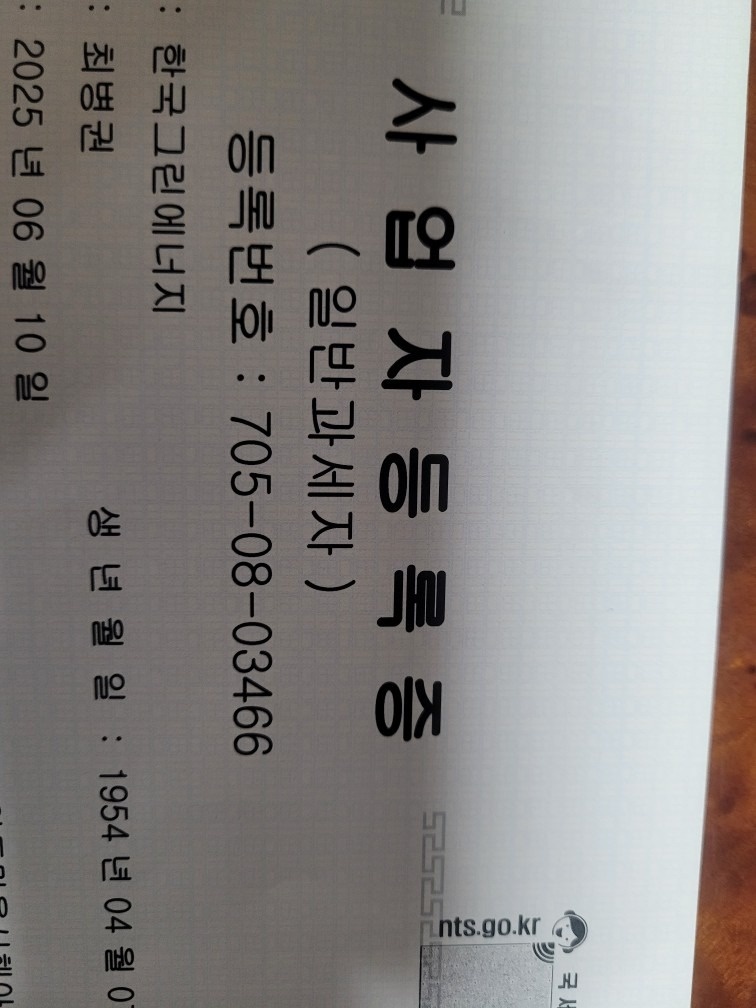 nts.go.kr
사업자등록증
( 일반과세자 )
등록번호 : 705-08-03466
: 한국그린에너지
: 최병권 생 년 월 일 : 1954 년 04 월
: 2025 년 06 월 10 일